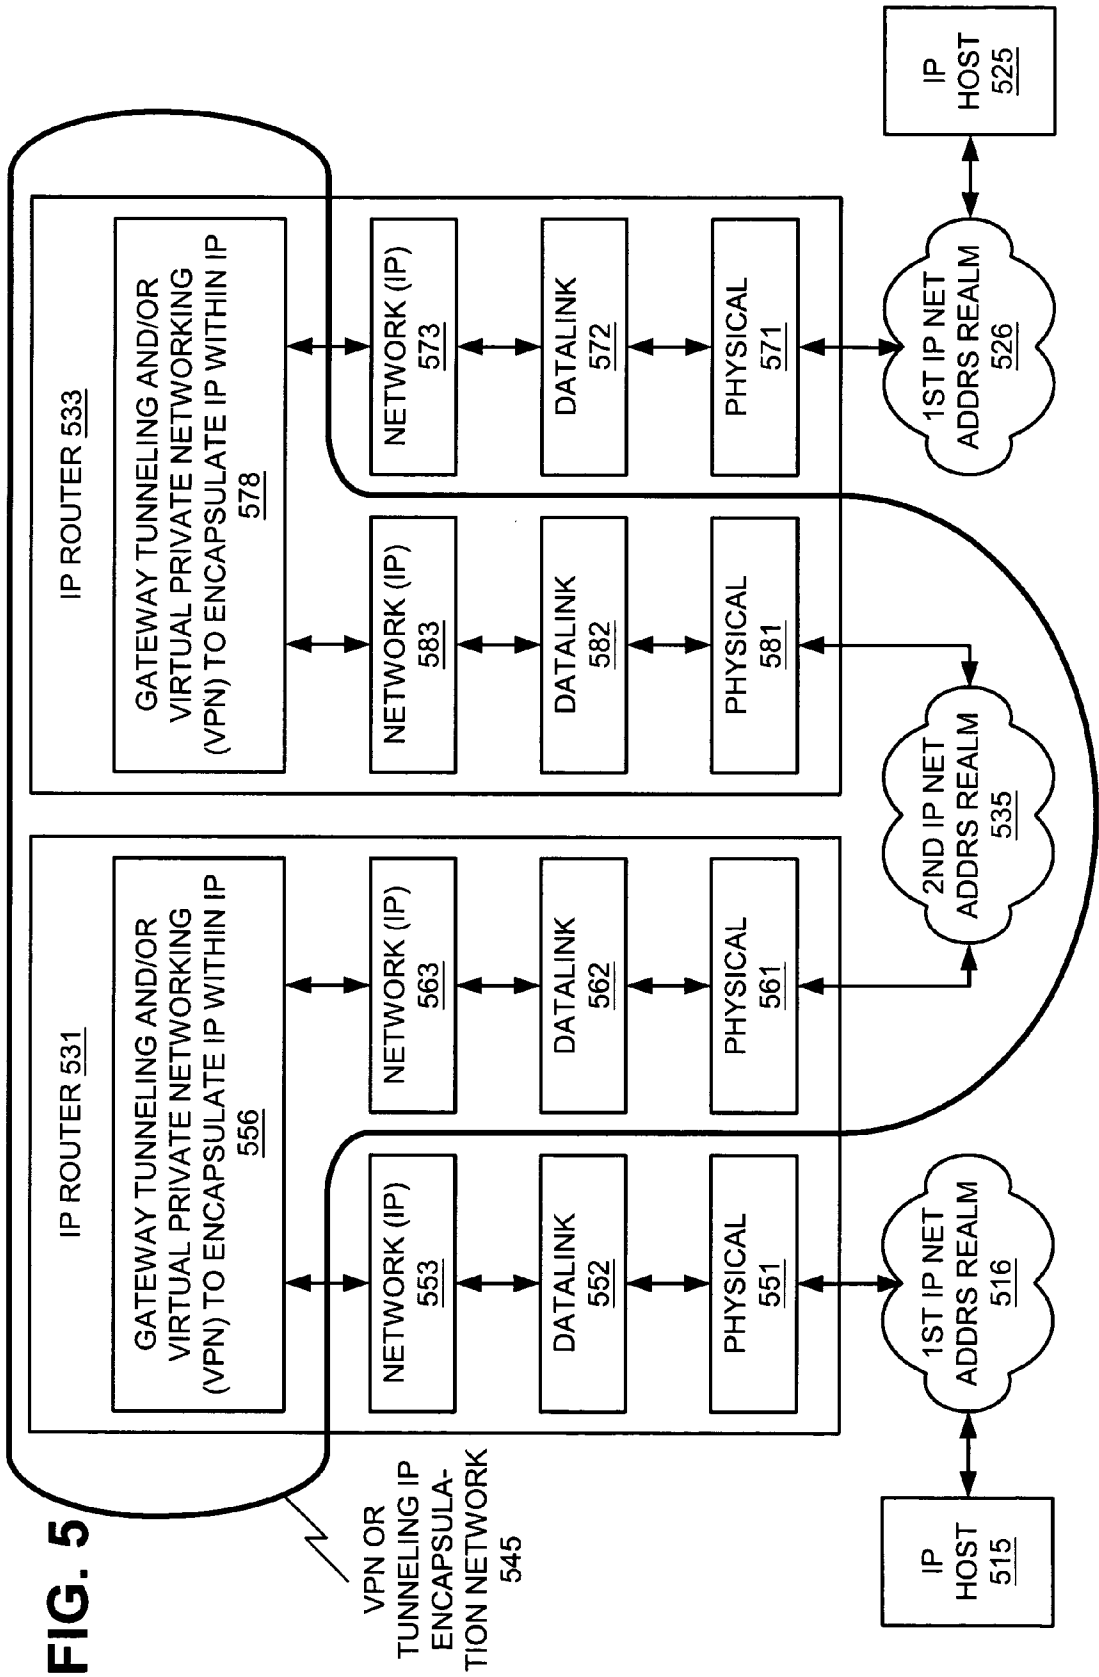 FIG. 5
VPN OR
TUNNELING IP
ENCAPSULA-
TION NETWORK
545
IP ROUTER 531
GATEWAY TUNNELING AND/OR
VIRTUAL PRIVATE NETWORKING
(VPN) TO ENCAPSULATE IP WITHIN IP
556
NETWORK (IP)
553
NETWORK (IP)
563
DATALINK
552
DATALINK
562
PHYSICAL
551
PHYSICAL
561
IP ROUTER 533
GATEWAY TUNNELING AND/OR
VIRTUAL PRIVATE NETWORKING
(VPN) TO ENCAPSULATE IP WITHIN IP
578
NETWORK (IP)
583
NETWORK (IP)
573
DATALINK
582
DATALINK
572
PHYSICAL
581
PHYSICAL
571
IP
HOST
515
1ST IP NET
ADDRS REALM
516
2ND IP NET
ADDRS REALM
535
1ST IP NET
ADDRS REALM
526
IP
HOST
525